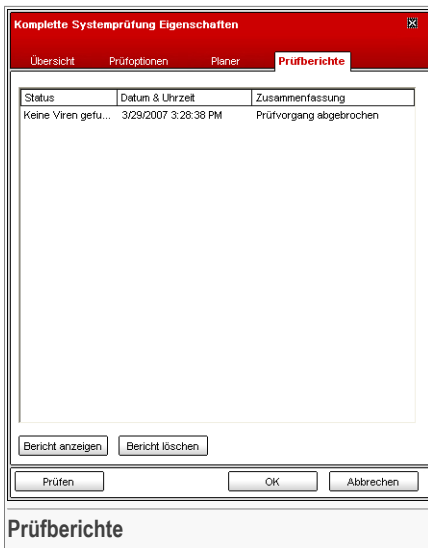 Komplette Systemprüfung Eigenschaften
Übersicht Prüfoptionen Planer Prüfberichte
Status Datum & Uhrzeit Zusammenfassung
Keine Viren gefu... 3/29/2007 3:28:38 PM Prüfvorgang abgebrochen
Bericht anzeigen Bericht löschen
Prüfen OK Abbrechen
Prüfberichte